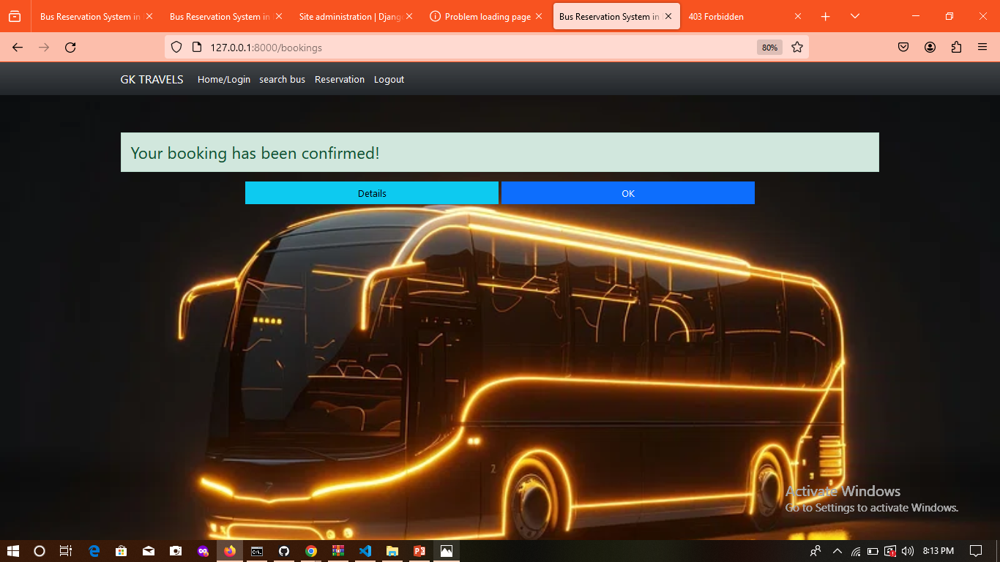 Bus Reservation System in
Bus Reservation System in
Site administration | Djang
Problem loading page
Bus Reservation System in
403 Forbidden
127.0.0.1:8000/bookings
80%
GK TRAVELS
Home/Login
search bus
Reservation
Logout
Your booking has been confirmed!
Details
OK
2
Activate Windows
Go to Settings to activate Windows.
8:13 PM